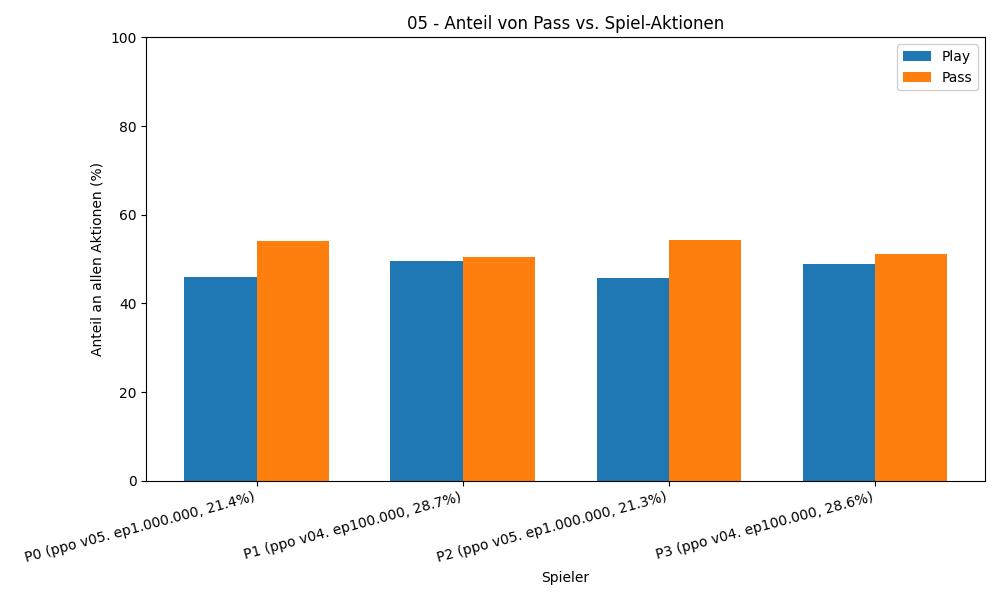 05 - Anteil von Pass vs. Spiel-Aktionen
Anteil an allen Aktionen (%)
100
80
60
40
20
0
Play
Pass
P0 (ppo v05. ep1.000.000, 21.4%)
P1 (ppo v04. ep100.000, 28.7%)
P2 (ppo v05. ep1.000.000, 21.3%)
P3 (ppo v04. ep100.000, 28.6%)
Spieler